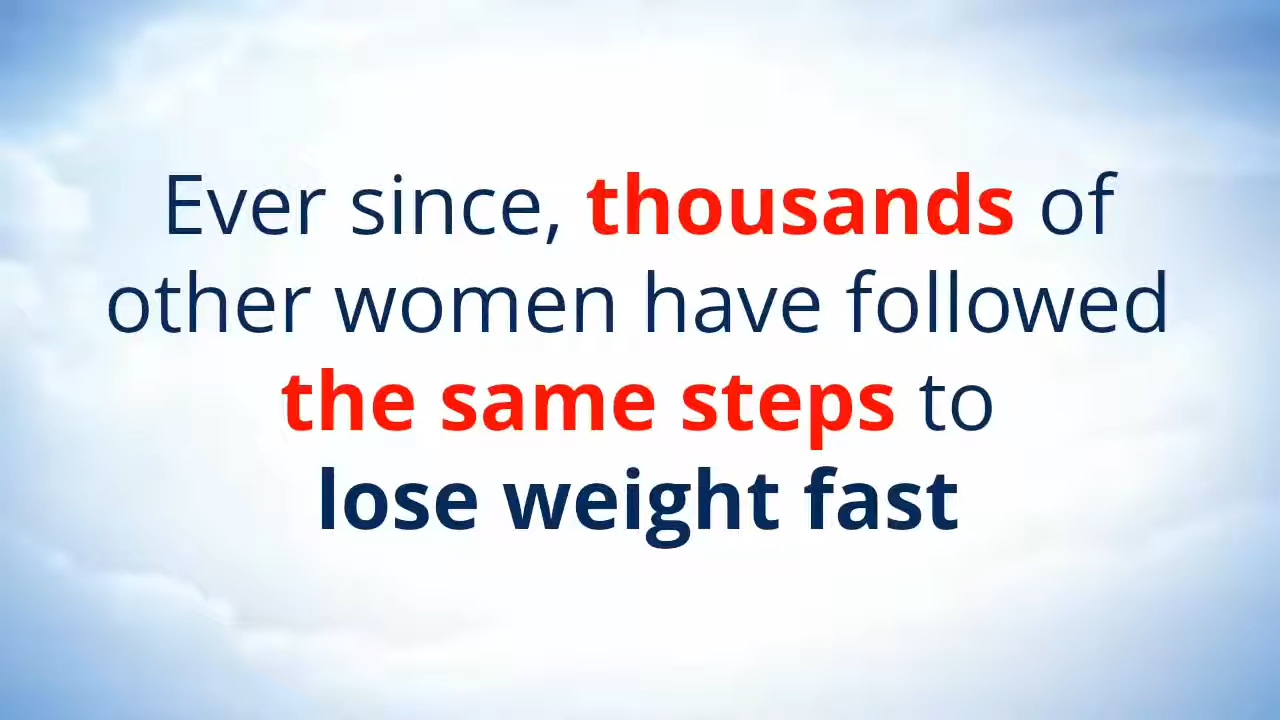 Ever since, thousands of
other women have followed
the same steps to
lose weight fast